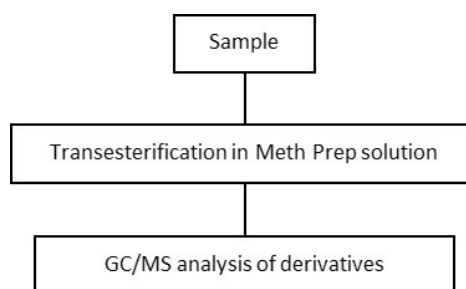 Sample
Transesterification in Meth Prep solution
GC/MS analysis of derivatives